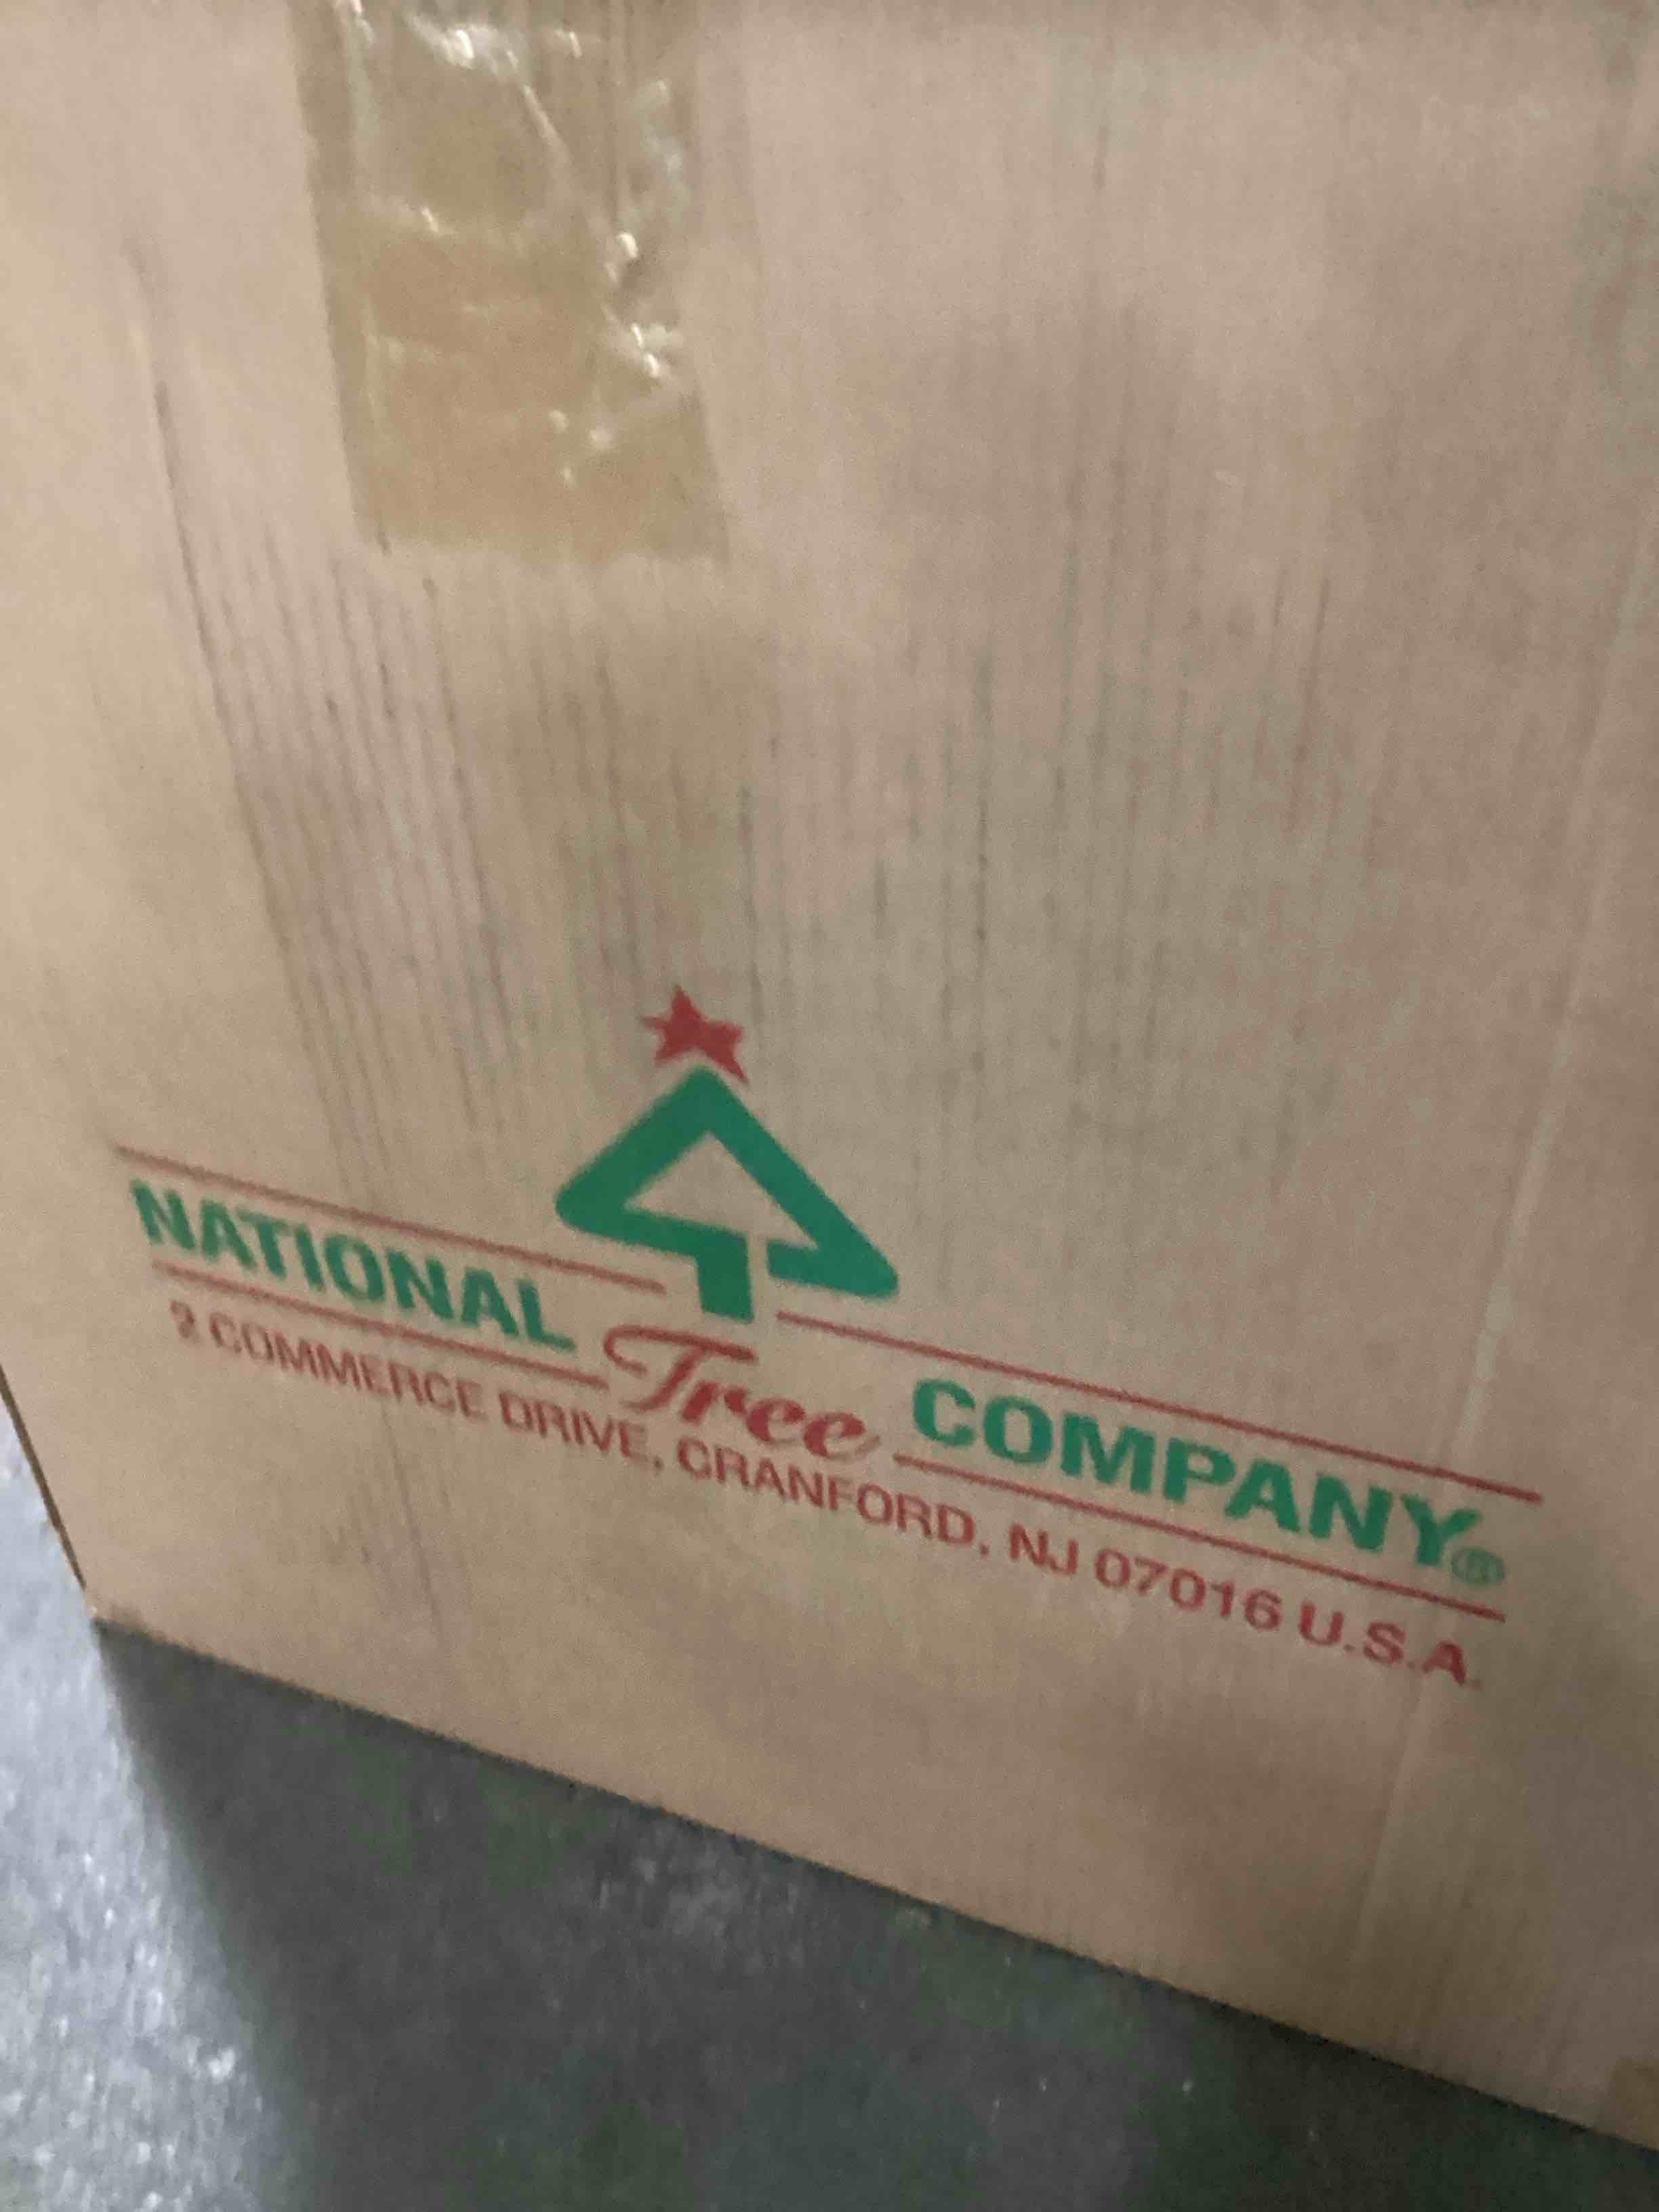 NATIONAL Tree COMPANY®
2 COMMERCE DRIVE, CRANFORD, NJ 07016 U.S.A.